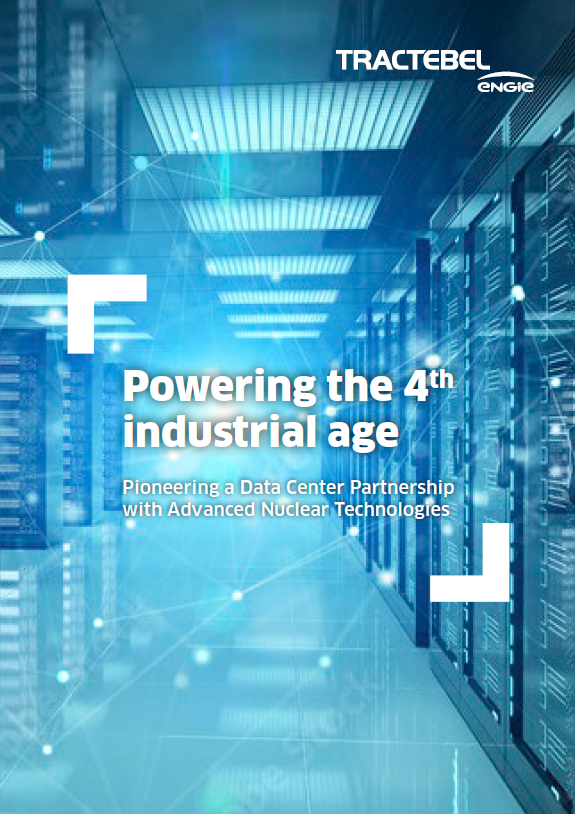 TRACTEBEL
ENGIE
Powering the 4th
industrial age
Pioneering a Data Center Partnership
with Advanced Nuclear Technologies